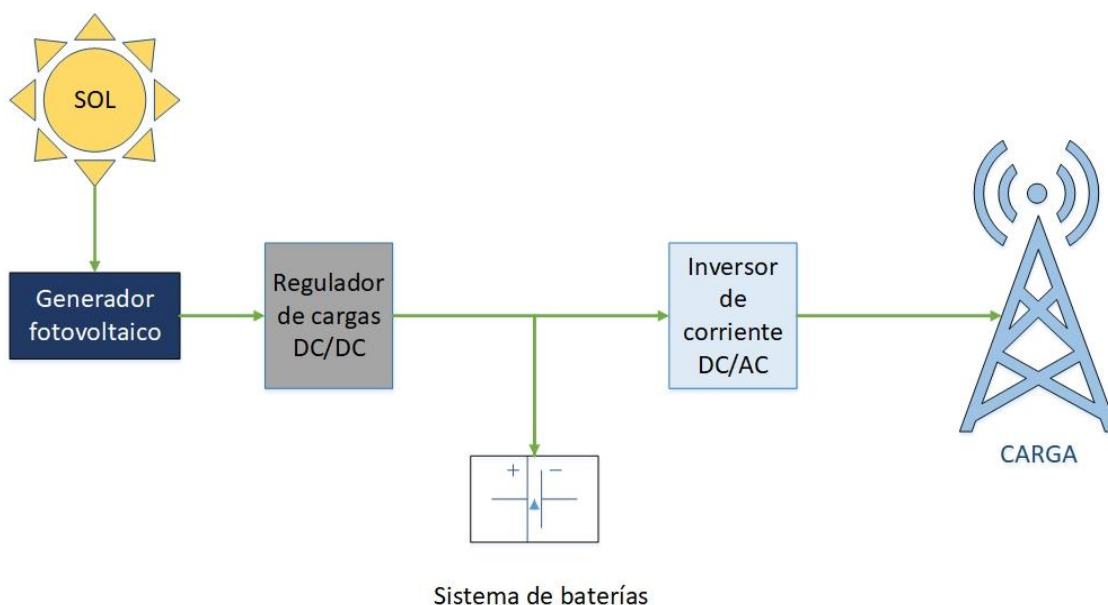 SOL
Generador
fotovoltaico
Regulador
de cargas
DC/DC
Inversor
de
corriente
DC/AC
CARGA
+ −
Sistema de baterías